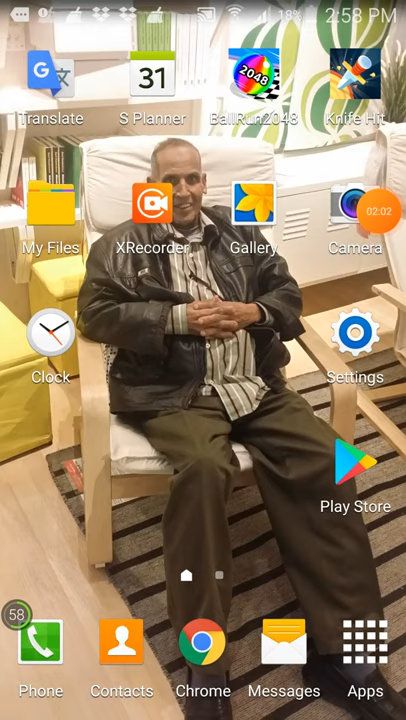 18% 2:58 PM
31 2048
Translate S Planner BallRun2048 Knife Hit
02:02
My Files XRecorder Gallery Camera
Clock Settings
Play Store
58
Phone Contacts Chrome Messages Apps